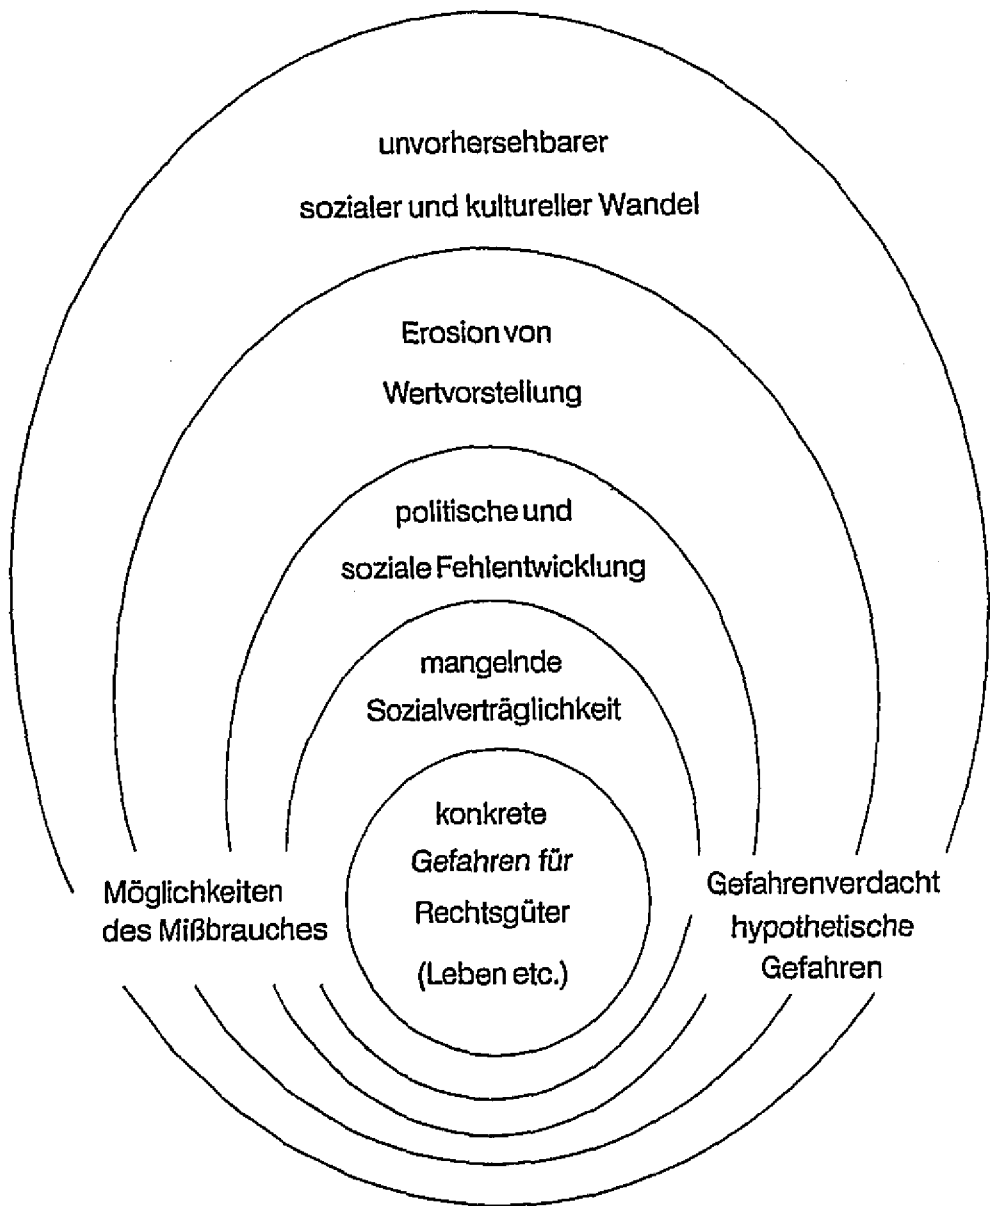 unvorhersehbarer
sozialer und kultureller Wandel
Erosion von
Wertvorstellung
politische und
soziale Fehlentwicklung
mangelnde
Sozialverträglichkeit
konkrete
Gefahren für
Rechtsgüter
(Leben etc.)
Möglichkeiten
des Mißbrauches
Gefahrenverdacht
hypothetische
Gefahren